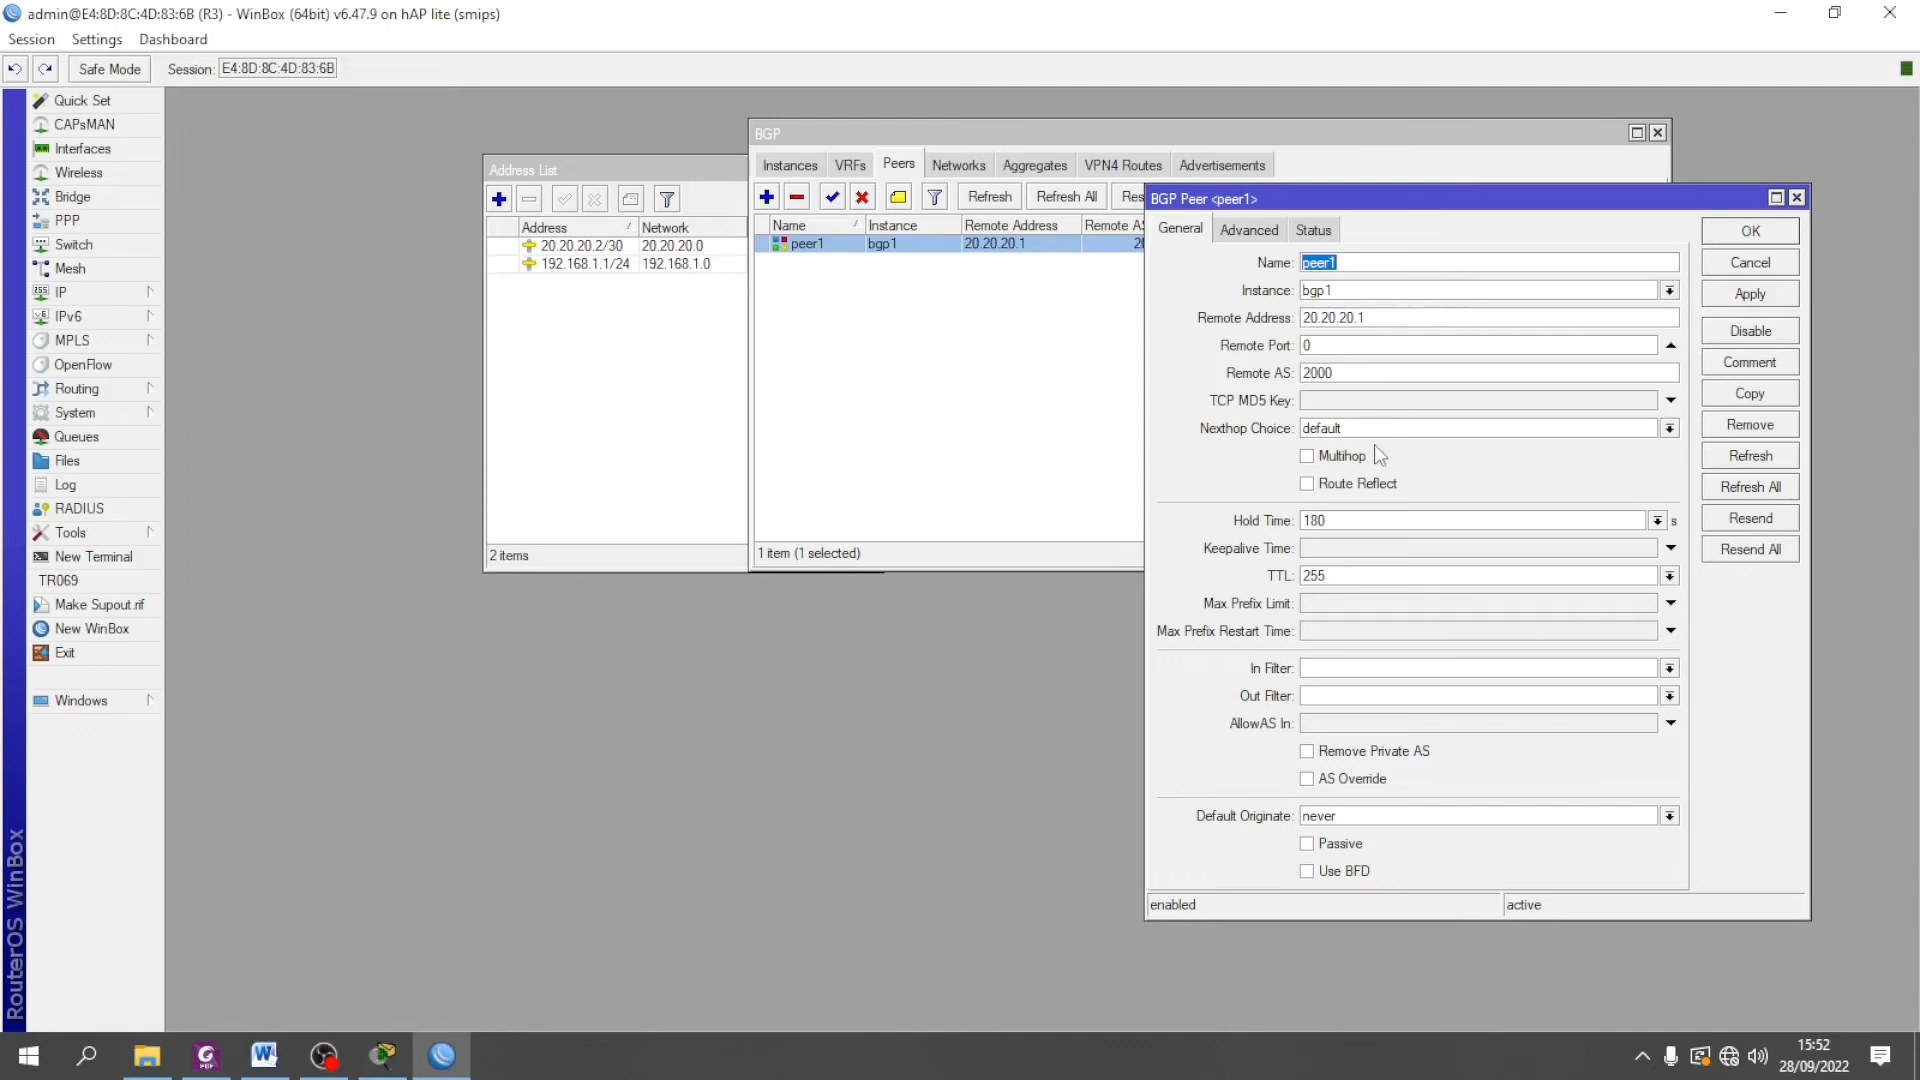 admin@E4:8D:8C:4D:83:6B (R3) - WinBox (64bit) v6.47.9 on hAP lite (smips)
Session Settings Dashboard
Safe Mode Session: E4:8D:8C:4D:83:6B
Quick Set
CAPsMAN
Interfaces
Wireless
Bridge
PPP
Switch
Mesh
IP
IPv6
MPLS
OpenFlow
Routing
System
Queues
Files
Log
RADIUS
Tools
New Terminal
TR069
Make Supout.rif
New WinBox
Exit
Windows
RouterOS WinBox
Address List
Address Network
20.20.20.2/30 20.20.20.0
192.168.1.1/24 192.168.1.0
2 items
BGP
Instances VRFs Peers Networks Aggregates VPN4 Routes Advertisements
Refresh Refresh All Res
Name Instance Remote Address Remote AS
peer1 bgp1 20.20.20.1 20
1 item (1 selected)
BGP Peer <peer1>
General Advanced Status
Name: peer1
Instance: bgp1
Remote Address: 20.20.20.1
Remote Port: 0
Remote AS: 2000
TCP MD5 Key:
Nexthop Choice: default
Multihop
Route Reflect
Hold Time: 180 s
Keepalive Time:
TTL: 255
Max Prefix Limit:
Max Prefix Restart Time:
In Filter:
Out Filter:
AllowAS In:
Remove Private AS
AS Override
Default Originate: never
Passive
Use BFD
enabled active
OK
Cancel
Apply
Disable
Comment
Copy
Remove
Refresh
Refresh All
Resend
Resend All
15:52
28/09/2022